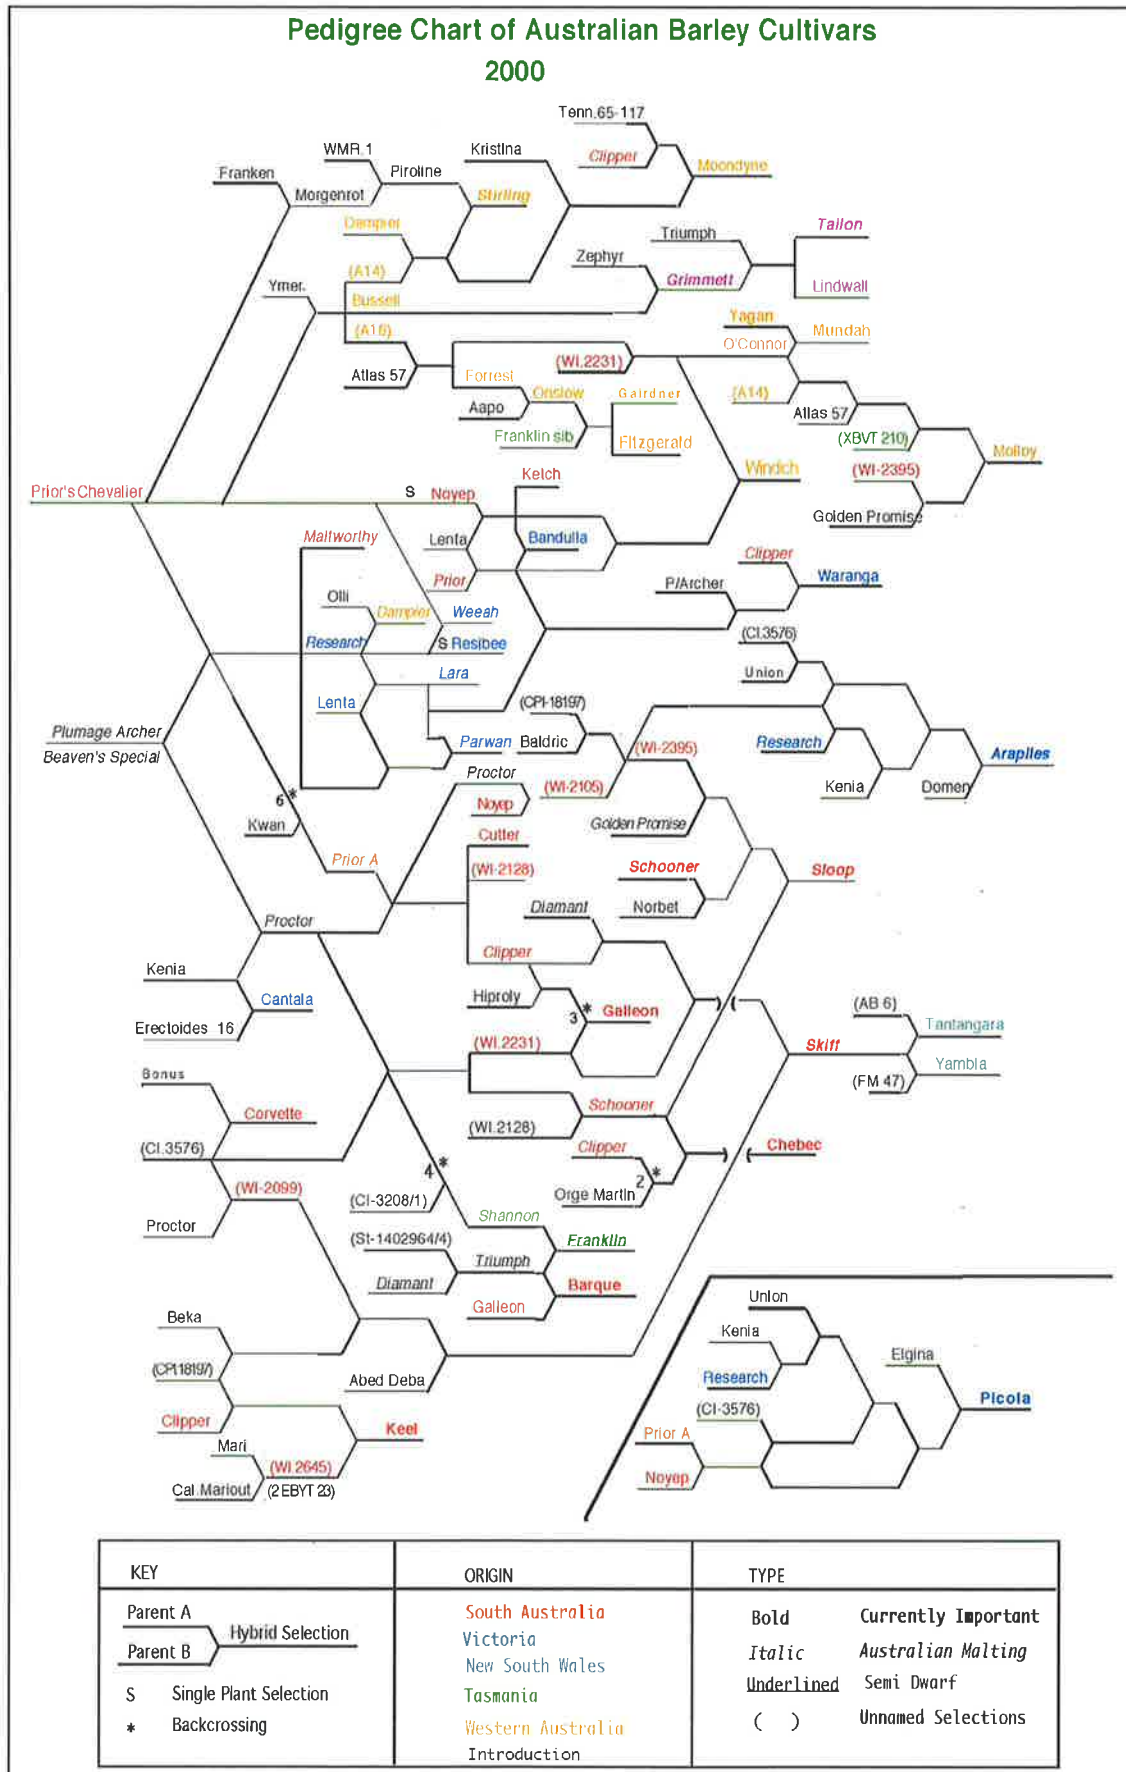 Pedigree Chart of Australian Barley Cultivars
2000
Tenn.65-117
WMR.1
Kristina
Clipper
Moondyne
Franken
Piroline
Morgenrot
Stirling
Dampier
Triumph
Tallon
Zephyr
(A14)
Grimmett
Lindwall
Ymer.
Bussell
Yagan
Mundah
(A16)
O'Connor
(WI.2231)
Atlas 57
Forrest
Onslow
Gairdner
(A14)
Aapo
Atlas 57
Franklin sib
Fitzgerald
(XBVT 210)
Molloy
Windich
(WI-2395)
Kelch
Prior's Chevalier
S
Noyep
Golden Promise
Maltworthy
Lenta
Bandulla
Clipper
Prior
P/Archer
Waranga
Olli
Dampier
Weeah
(CI.3576)
Research
S Resibee
Union
Lara
Lenta
(CPI-18197)
Plumage Archer
Parwan
Baldric
(WI-2395)
Research
Arapiles
Beaven's Special
Proctor
(WI-2105)
Kenia
Domen
6 *
Noyep
Kwan
Golden Promise
Cutter
Prior A
(WI-2128)
Schooner
Sloop
Diamant
Norbet
Proctor
Clipper
Kenia
Hiproly
Cantala
3 *
Galleon
(AB 6)
Erectoides 16
Tantangara
(WI.2231)
Skiff
Yambla
Bonus
(FM 47)
Corvette
Schooner
(WI.2128)
(CI.3576)
Clipper
Chebec
4 *
2 *
(WI-2099)
(CI-3208/1)
Orge Martin
Proctor
Shannon
(St-1402964/4)
Franklin
Triumph
Diamant
Barque
Galleon
Union
Beka
Kenia
Elgina
(CPI.18197)
Abed Deba
Research
Picola
(CI-3576)
Clipper
Keel
Prior A
Mari
(WI 2645)
Noyep
Cal.Mariout
(2EBYT 23)
KEY
ORIGIN
TYPE
Parent A
Hybrid Selection
Parent B
S Single Plant Selection
* Backcrossing
South Australia
Victoria
New South Wales
Tasmania
Western Australia
Introduction
Bold Currently Important
Italic Australian Malting
Underlined Semi Dwarf
( ) Unnamed Selections